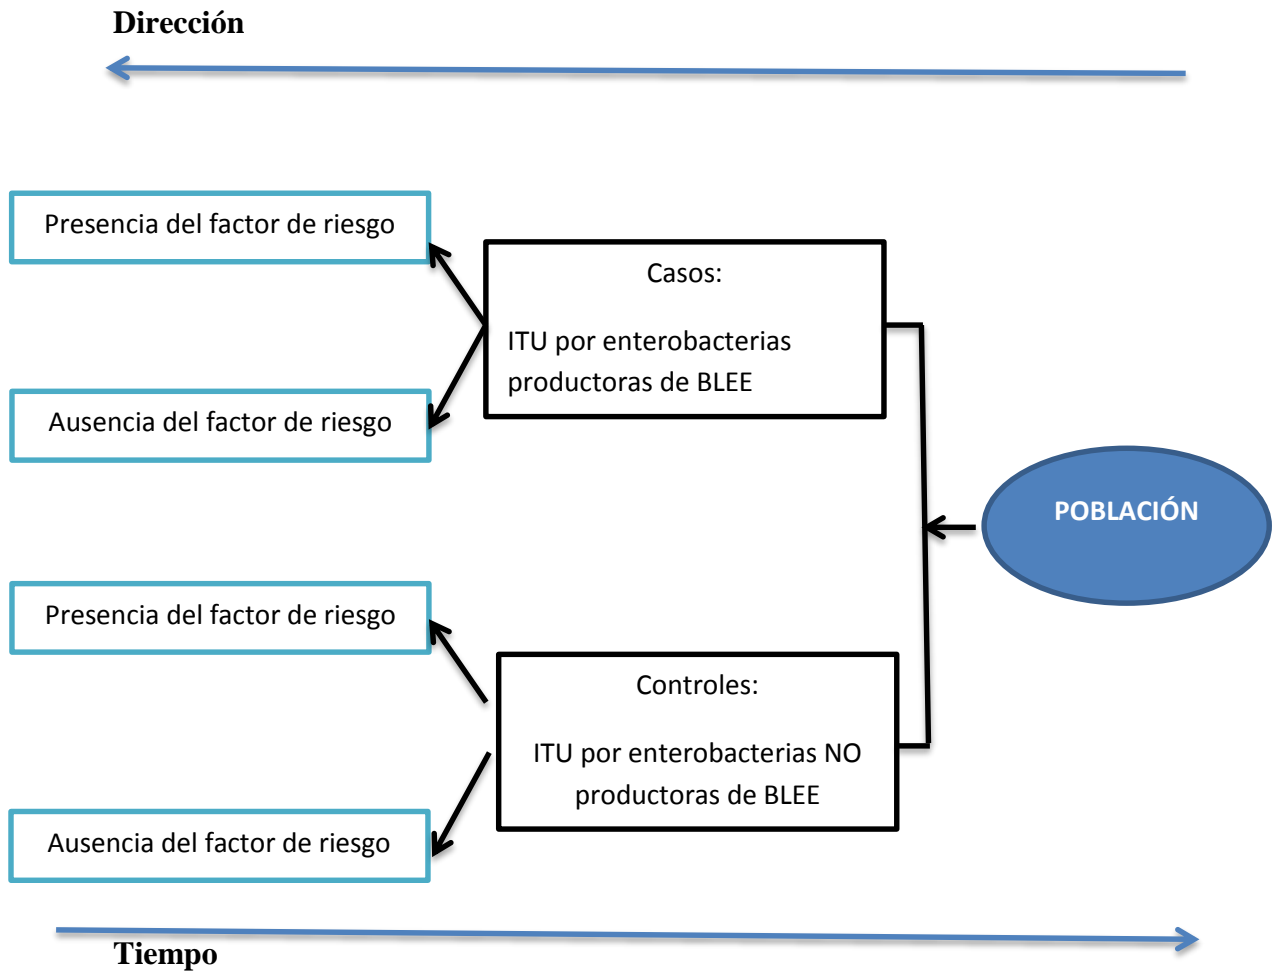 Dirección
Presencia del factor de riesgo
Ausencia del factor de riesgo
Casos:
ITU por enterobacterias
productoras de BLEE
POBLACIÓN
Presencia del factor de riesgo
Ausencia del factor de riesgo
Controles:
ITU por enterobacterias NO
productoras de BLEE
Tiempo